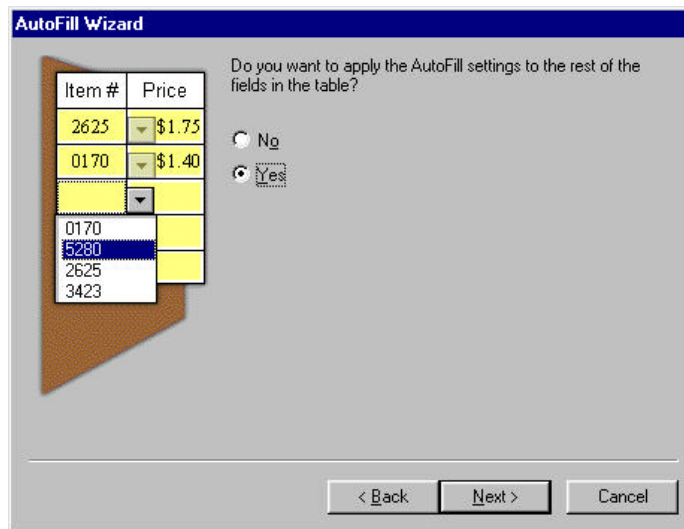 AutoFill Wizard
Do you want to apply the AutoFill settings to the rest of the
fields in the table?
No
Yes
Item # Price
2625 $1.75
0170 $1.40
0170
5280
2625
3423
< Back Next > Cancel